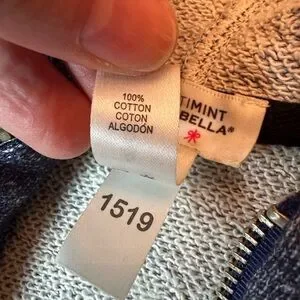 100%
COTTON
COTON
ALGODÓN
TIMINT
BELLA®
1519